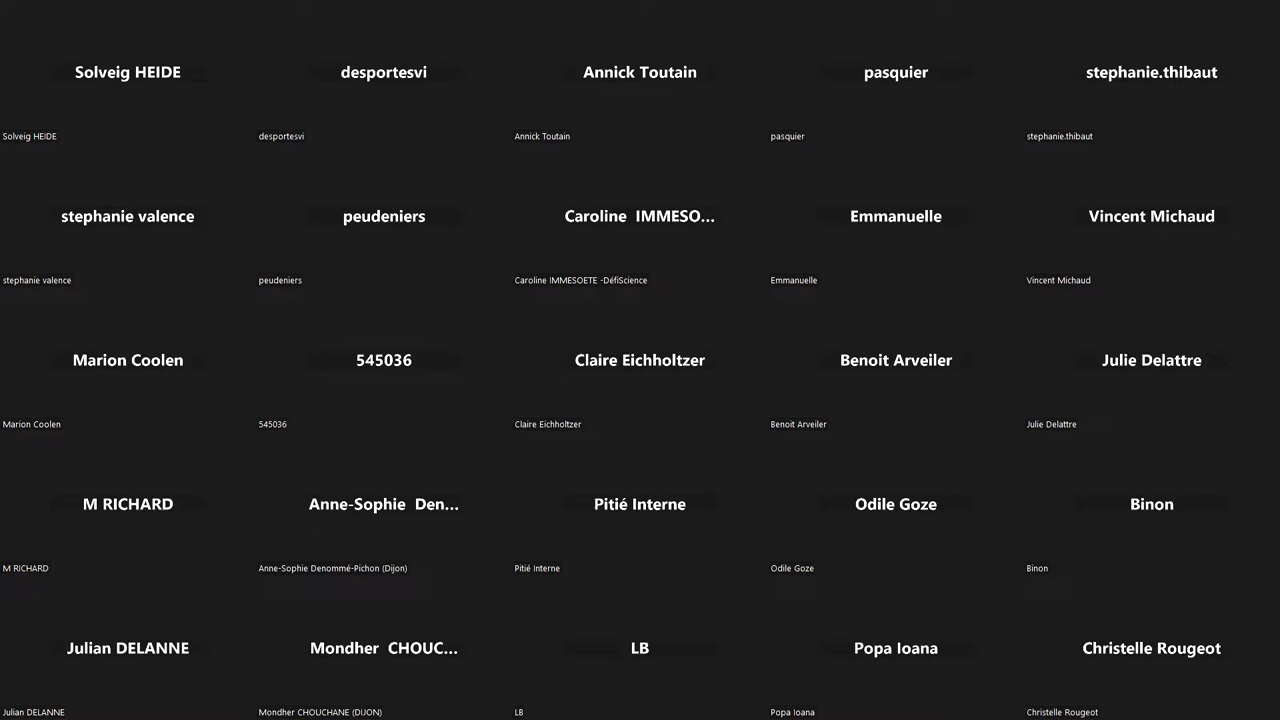 Solveig HEIDE
desportesvi
Annick Toutain
pasquier
stephanie.thibaut
Solveig HEIDE
desportesvi
Annick Toutain
pasquier
stephanie.thibaut
stephanie valence
peudeniers
Caroline IMMESO...
Emmanuelle
Vincent Michaud
stephanie valence
peudeniers
Caroline IMMESOETE -DéfiScience
Emmanuelle
Vincent Michaud
Marion Coolen
545036
Claire Eichholtzer
Benoit Arveiler
Julie Delattre
Marion Coolen
545036
Claire Eichholtzer
Benoit Arveiler
Julie Delattre
M RICHARD
Anne-Sophie Den...
Pitié Interne
Odile Goze
Binon
M RICHARD
Anne-Sophie Denommé-Pichon (Dijon)
Pitié Interne
Odile Goze
Binon
Julian DELANNE
Mondher CHOUC...
LB
Popa Ioana
Christelle Rougeot
Julian DELANNE
Mondher CHOUCHANE (DIJON)
LB
Popa Ioana
Christelle Rougeot